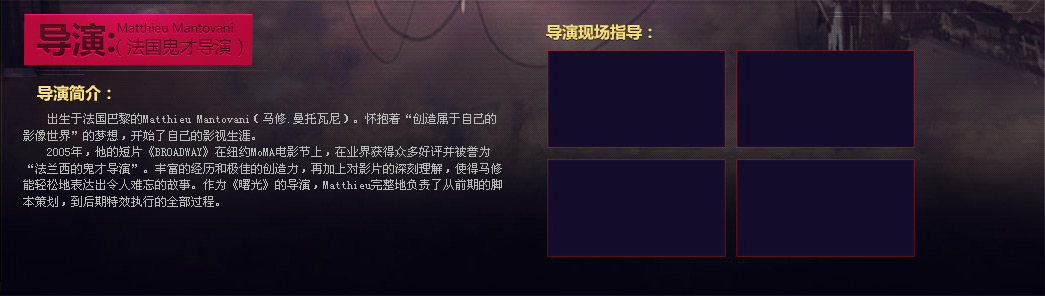 导演:
Matthieu Mantovani
(法国鬼才导演)
导演简介：
出生于法国巴黎的Matthieu Mantovani(马修.曼托瓦尼)。怀抱着“创造属于自己的
影像世界”的梦想，开始了自己的影视生涯。
2005年，他的短片《BROADWAY》在纽约MoMA电影节上，在业界获得众多好评并被誉为
“法兰西的鬼才导演”。丰富的经历和极佳的创造力，再加上对影片的深刻理解，使得马修
能轻松地表达出令人难忘的故事。作为《曙光》的导演，Matthieu完整地负责了从前期的脚
本策划，到后期特效执行的全部过程。
导演现场指导：